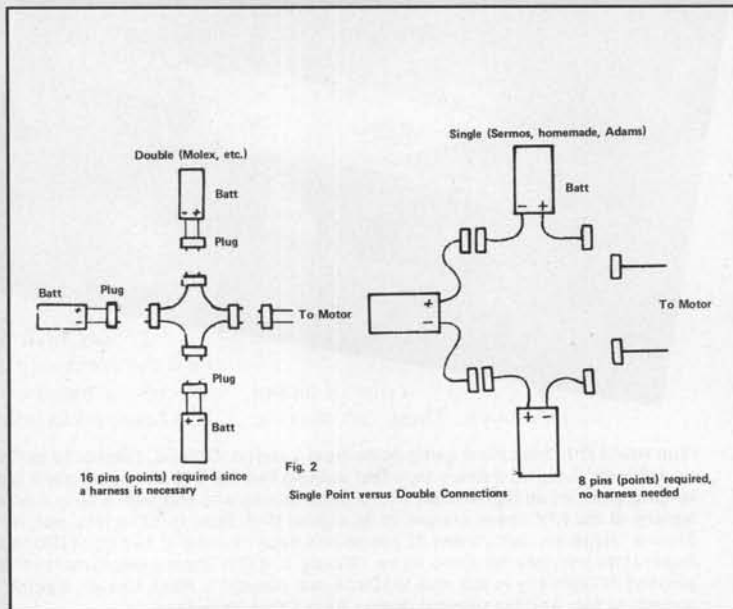 Double (Molex, etc.)
- +
Batt
Plug
Batt
Plug
+
-
To Motor
Plug
+ -
Batt
16 pins (points) required since
a harness is necessary
Fig. 2
Single Point versus Double Connections
Single (Sermos, homemade, Adams)
Batt
- +
+
-
To Motor
+ -
8 pins (points) required,
no harness needed